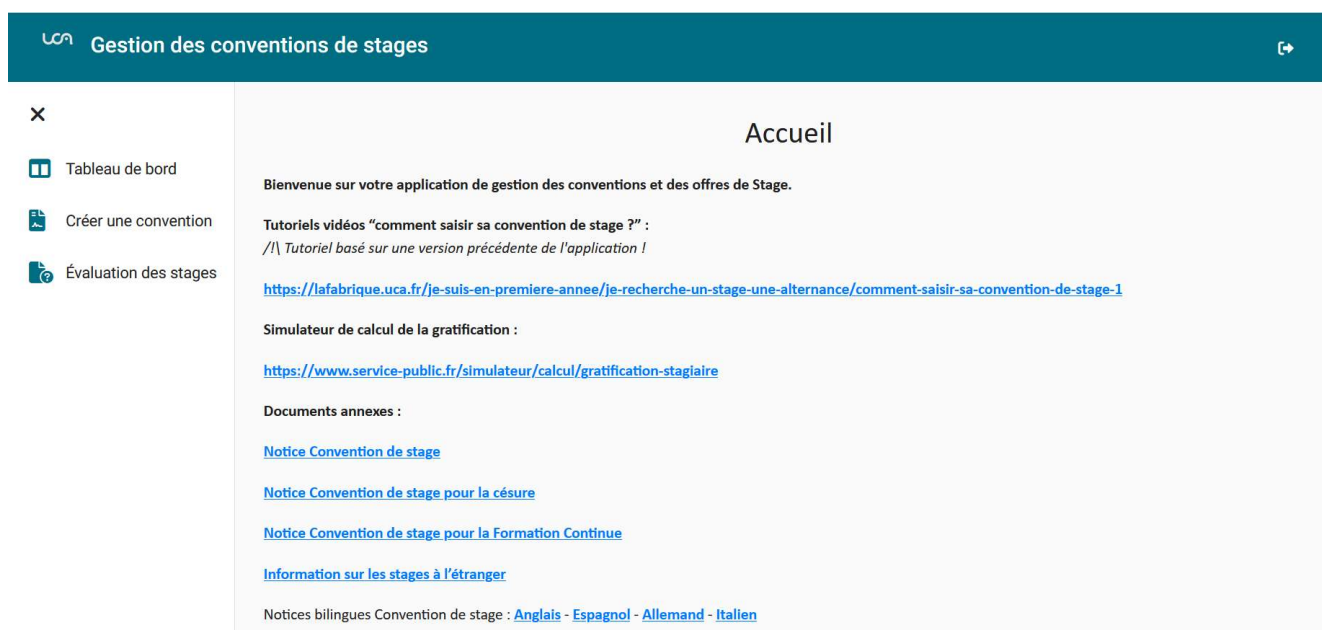 uca Gestion des conventions de stages
Accueil
Tableau de bord
Créer une convention
Évaluation des stages
Bienvenue sur votre application de gestion des conventions et des offres de Stage.
Tutoriels vidéos “comment saisir sa convention de stage ?” :
/!\ Tutoriel basé sur une version précédente de l'application !
https://lafabrique.uca.fr/je-suis-en-premiere-annee/je-recherche-un-stage-une-alternance/comment-saisir-sa-convention-de-stage-1
Simulateur de calcul de la gratification :
https://www.service-public.fr/simulateur/calcul/gratification-stagiaire
Documents annexes :
Notice Convention de stage
Notice Convention de stage pour la césure
Notice Convention de stage pour la Formation Continue
Information sur les stages à l’étranger
Notices bilingues Convention de stage : Anglais - Espagnol - Allemand - Italien